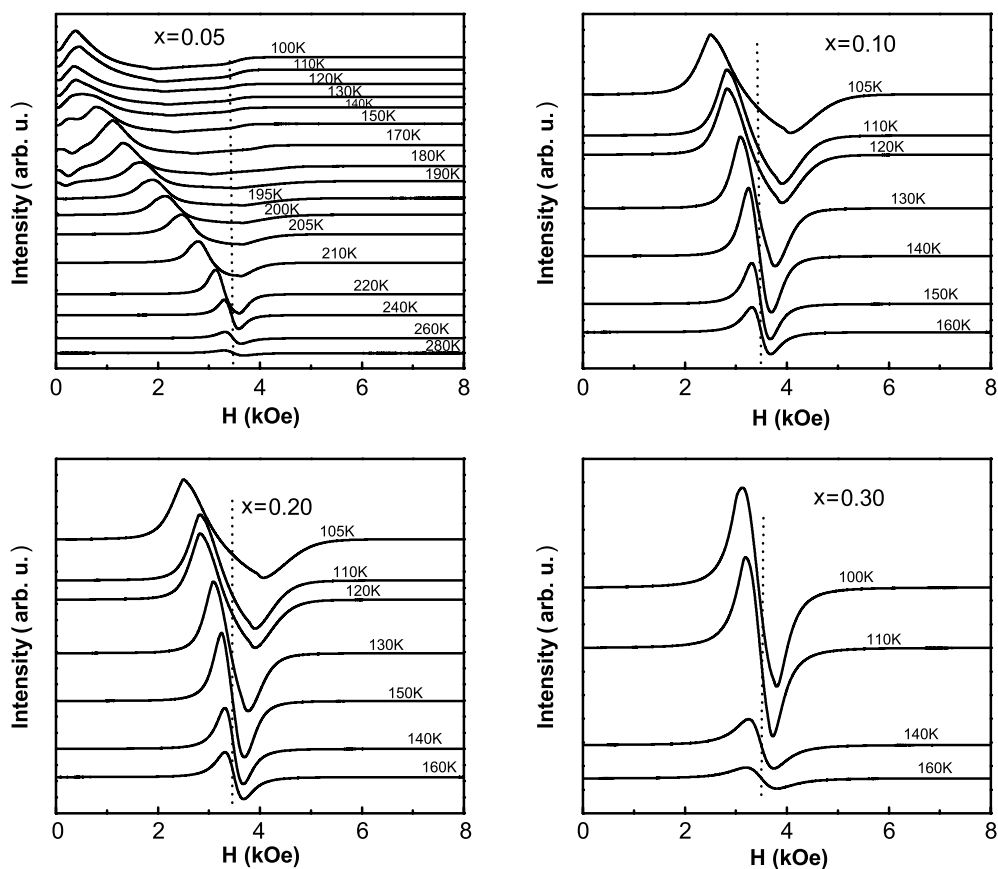 x=0.05
100K
110K
120K
130K
140K
150K
170K
180K
190K
195K
200K
205K
210K
220K
240K
260K
280K
Intensity ( arb. u. )
0 2 4 6 8
H (kOe)
x=0.10
105K
110K
120K
130K
140K
150K
160K
Intensity ( arb. u. )
0 2 4 6 8
H (kOe)
x=0.20
105K
110K
120K
130K
150K
140K
160K
Intensity ( arb. u. )
0 2 4 6 8
H (kOe)
x=0.30
100K
110K
140K
160K
Intensity ( arb. u. )
0 2 4 6 8
H (kOe)